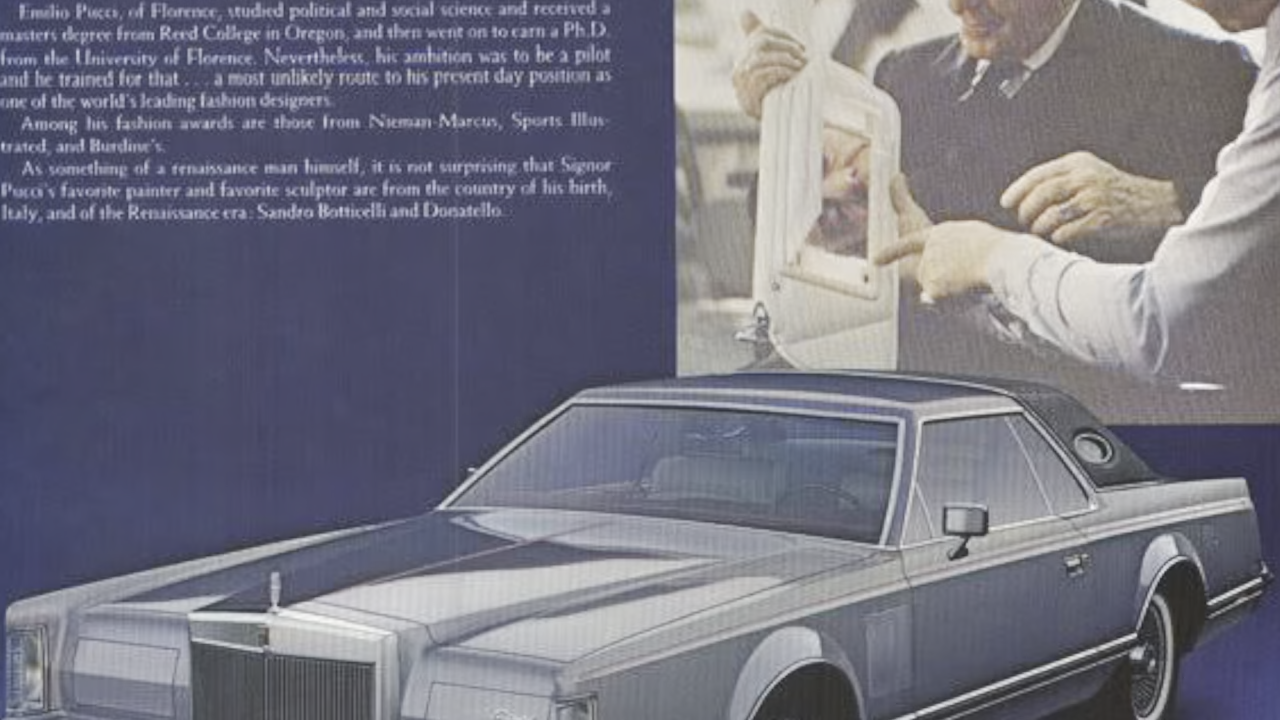 Emilio Pucci, of Florence, studied political and social science and received a
masters degree from Reed College in Oregon, and then went on to earn a Ph.D.
from the University of Florence. Nevertheless, his ambition was to be a pilot
and he trained for that . . . a most unlikely route to his present day position as
one of the world's leading fashion designers.
Among his fashion awards are those from Nieman-Marcus, Sports Illus-
trated, and Burdine's.
As something of a renaissance man himself, it is not surprising that Signor
Pucci's favorite painter and favorite sculptor are from the country of his birth,
Italy, and of the Renaissance era: Sandro Botticelli and Donatello.